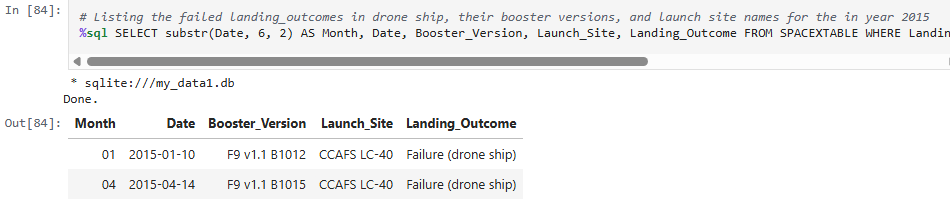 In [84]:
# Listing the failed landing_outcomes in drone ship, their booster versions, and launch site names for the in year 2015
%sql SELECT substr(Date, 6, 2) AS Month, Date, Booster_Version, Launch_Site, Landing_Outcome FROM SPACEXTABLE WHERE Landin
* sqlite:///my_data1.db
Done.
Out[84]:
Month Date Booster_Version Launch_Site Landing_Outcome
01 2015-01-10 F9 v1.1 B1012 CCAFS LC-40 Failure (drone ship)
04 2015-04-14 F9 v1.1 B1015 CCAFS LC-40 Failure (drone ship)